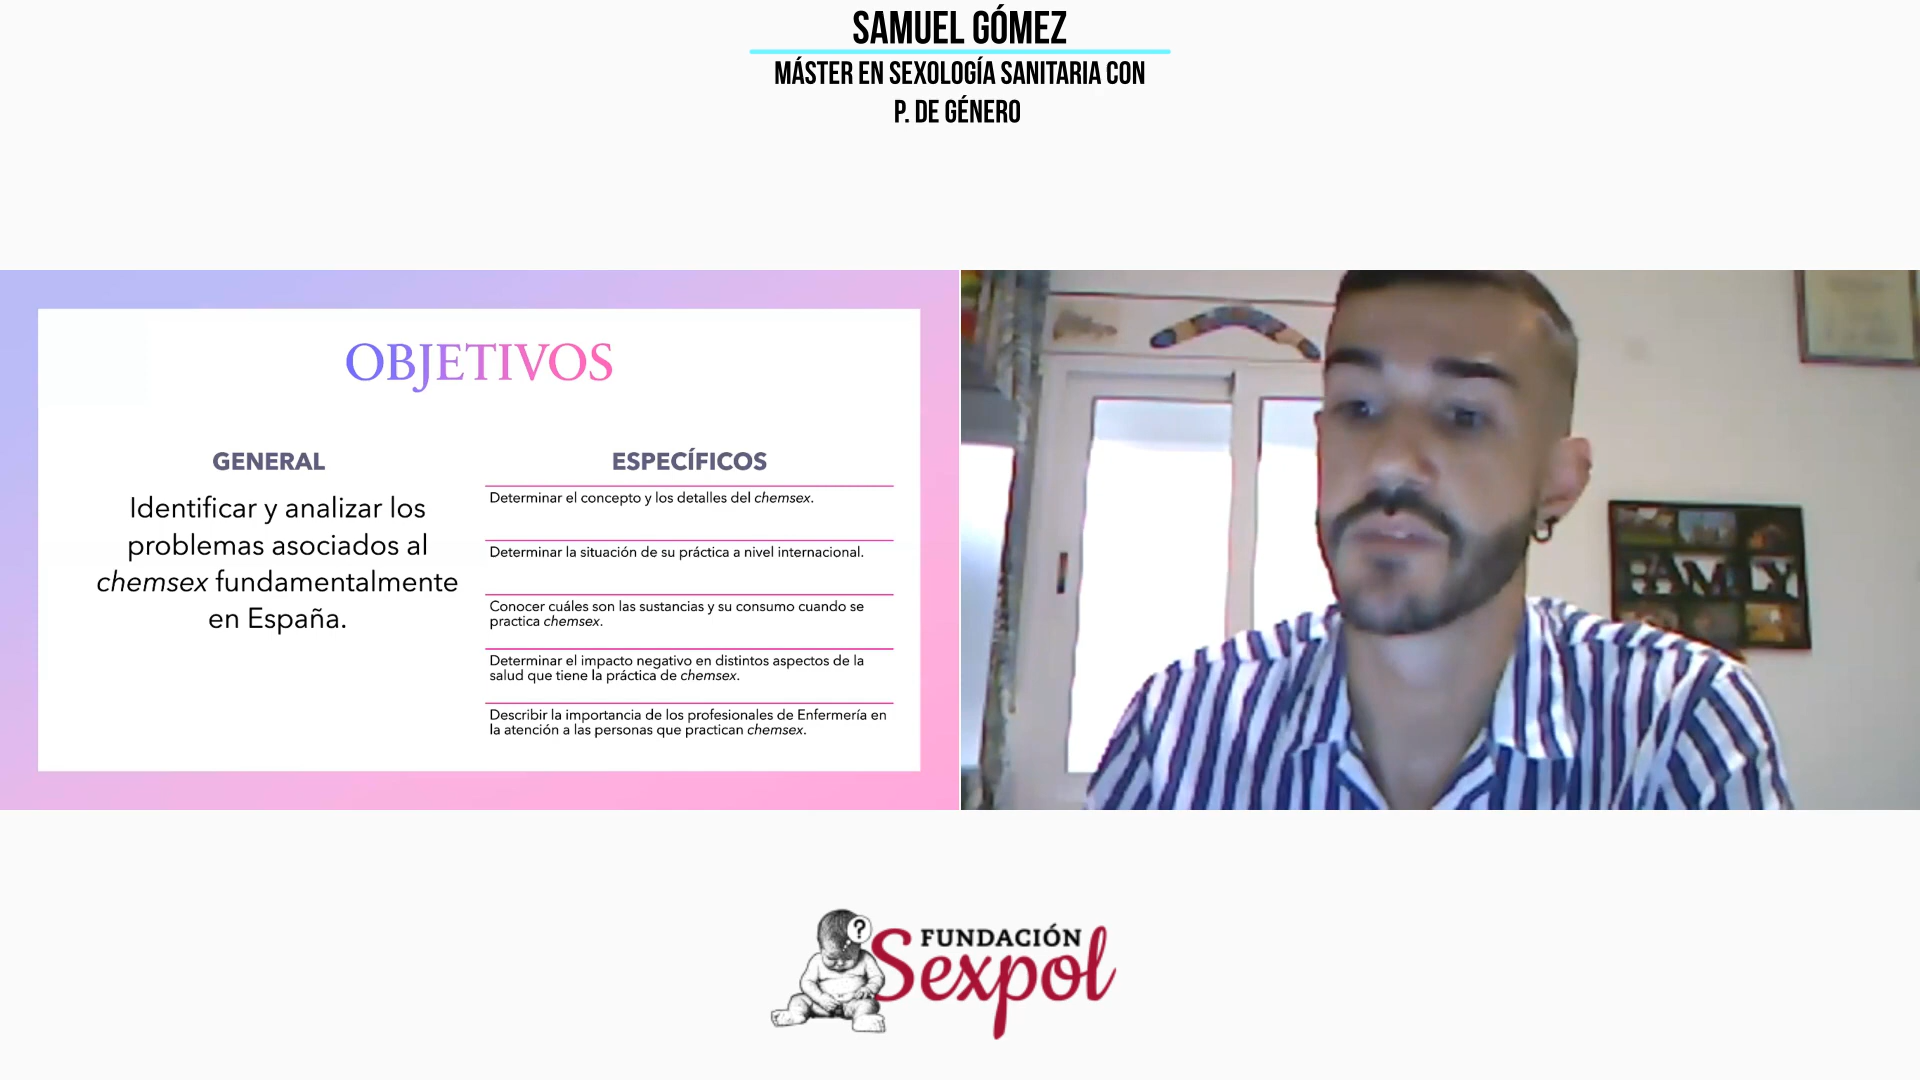 SAMUEL GÓMEZ
MÁSTER EN SEXOLOGÍA SANITARIA CON
P. DE GÉNERO
OBJETIVOS
GENERAL
Identificar y analizar los
problemas asociados al
chemsex fundamentalmente
en España.
ESPECÍFICOS
Determinar el concepto y los detalles del chemsex.
Determinar la situación de su práctica a nivel internacional.
Conocer cuáles son las sustancias y su consumo cuando se
practica chemsex.
Determinar el impacto negativo en distintos aspectos de la
salud que tiene la práctica de chemsex.
Describir la importancia de los profesionales de Enfermería en
la atención a las personas que practican chemsex.
FAMILY
?
FUNDACIÓN
Sexpol